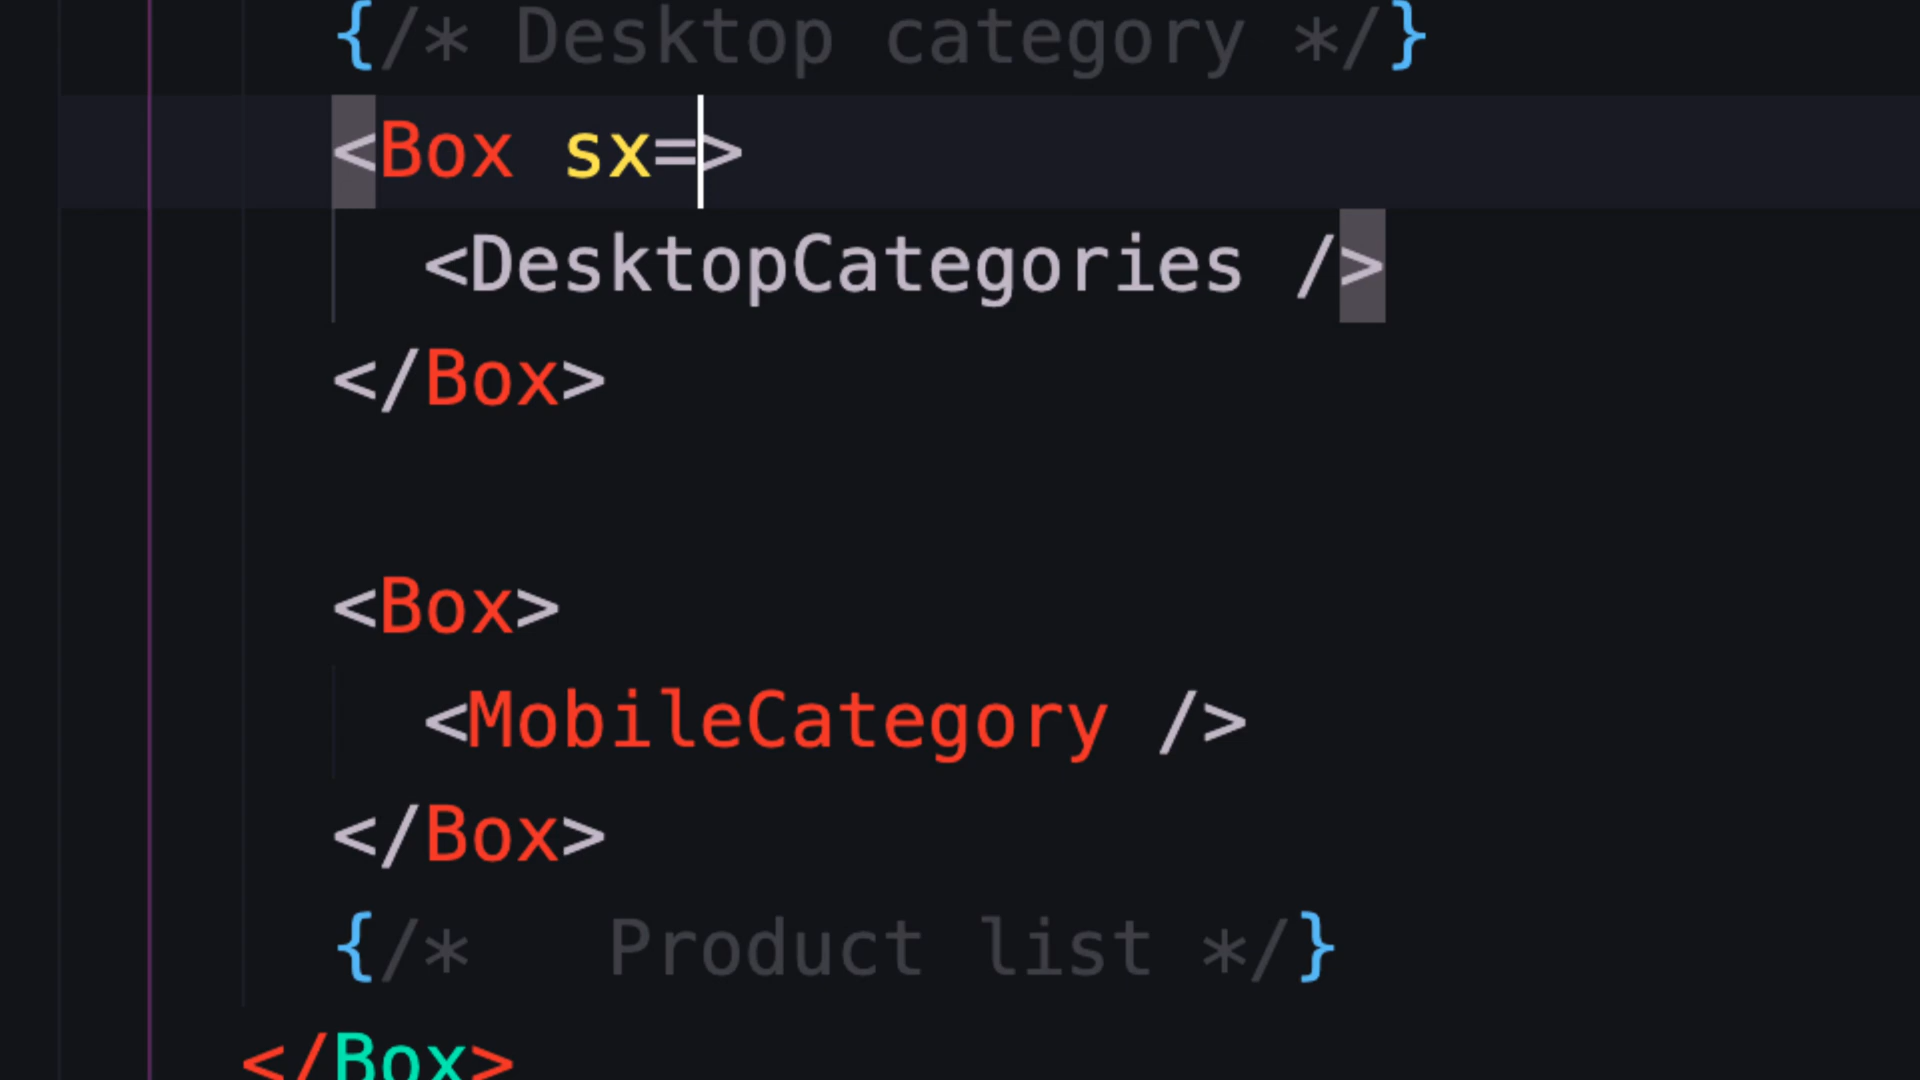 {/* Desktop category */}
<Box sx=>
<DesktopCategories />
</Box>
<Box>
<MobileCategory />
</Box>
{/*   Product list */}
</Box>